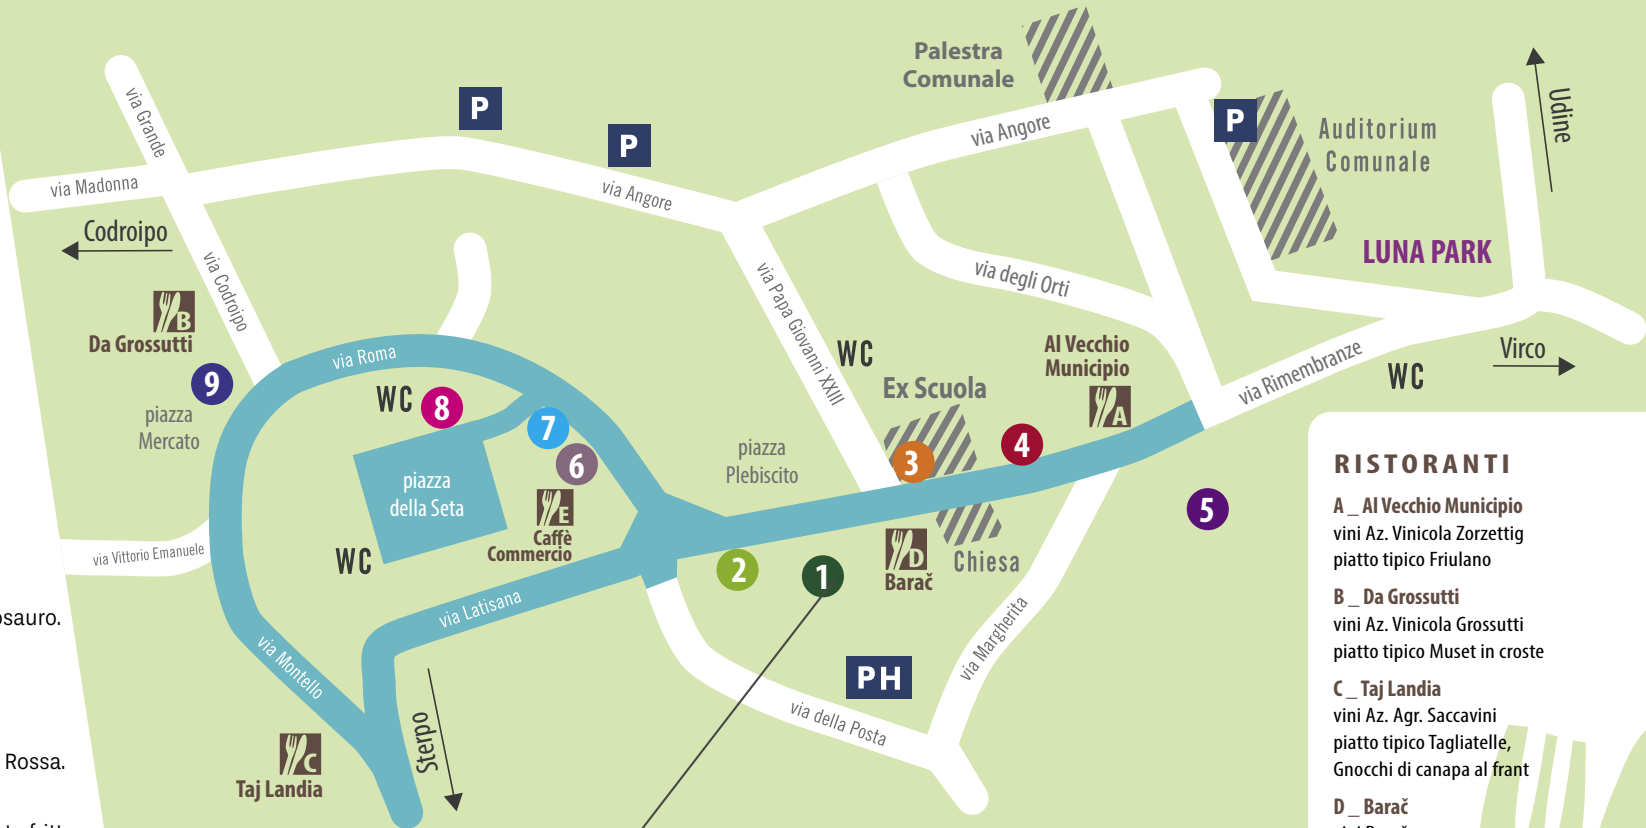 Palestra
Comunale
P
P
P
via Grande
via Angore
Auditorium
Comunale
Udine
via Madonna
via Angore
Codroipo
LUNA PARK
via Codroipo
via Papa Giovanni XXIII
via degli Orti
B
Da Grossutti
via Roma
WC
Al Vecchio
Municipio
A
via Rimembranze
Virco
WC
9
piazza
Mercato
WC
8
7
6
Ex Scuola
3
4
piazza
Plebiscito
piazza
della Seta
E
Caffè
Commercio
5
via Vittorio Emanuele
WC
2
1
D
Barač
Chiesa
via Latisana
via Margherita
via Montello
PH
via della Posta
Sterpo
C
Taj Landia
osauro.
Rossa.
RISTORANTI
A _ Al Vecchio Municipio
vini Az. Vinicola Zorzettig
piatto tipico Friulano
B _ Da Grossutti
vini Az. Vinicola Grossutti
piatto tipico Muset in croste
C _ Taj Landia
vini Az. Agr. Saccavini
piatto tipico Tagliatelle,
Gnocchi di canapa al frant
D _ Barač